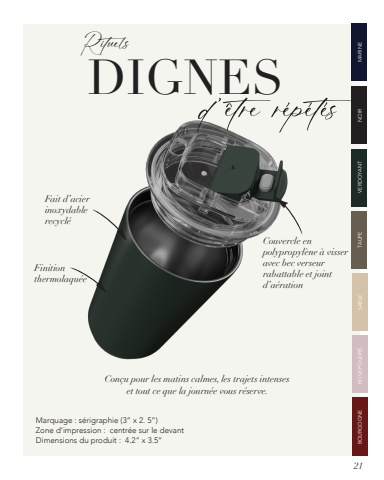 Rituels
DIGNES
d'être répétés
Fait d'acier
inoxydable
recyclé
Finition
thermolaquée
Couvercle en
polypropylène à visser
avec bec verseur
rabattable et joint
d'aération
Conçu pour les matins calmes, les trajets intenses
et tout ce que la journée vous réserve.
Marquage : sérigraphie (3" x 2. 5")
Zone d'impression : centrée sur le devant
Dimensions du produit : 4.2" x 3.5"
MARINE
NOIR
VERDOYANT
TAUPE
SABLE
ROSE POUDRÉ
BOURGOGNE
21